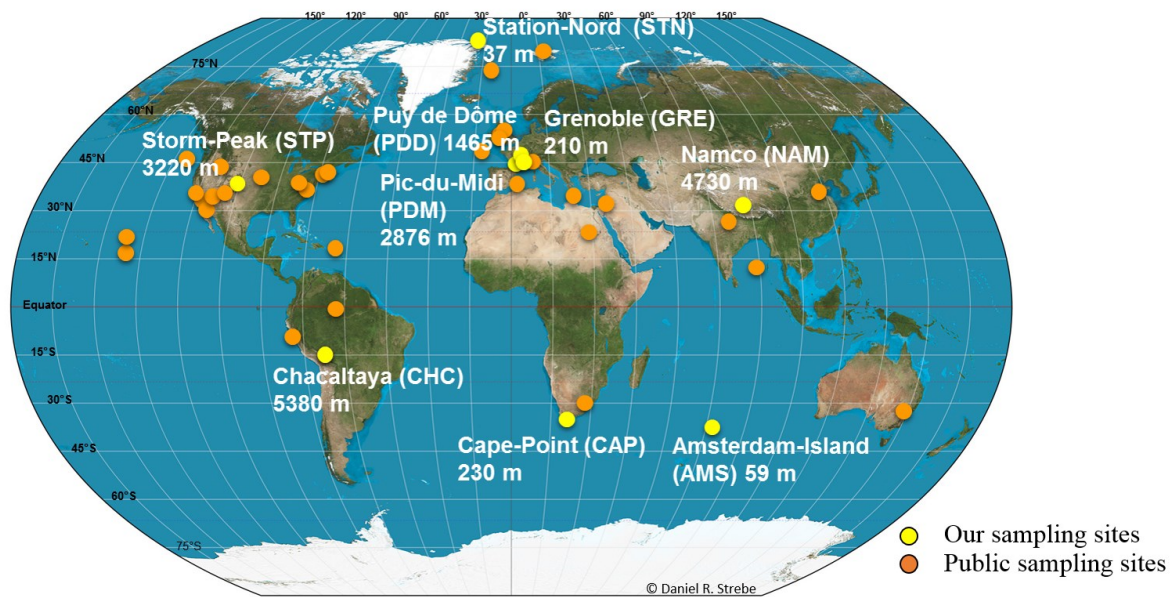 150° 120° 90° 60° 30° 0° 30° 60° 90° 120° 150°
Station-Nord (STN)
37 m
75°N
60°N
Puy de Dôme
(PDD) 1465 m
Grenoble (GRE)
210 m
Storm-Peak (STP)
3220 m
45°N
Namco (NAM)
4730 m
Pic-du-Midi
(PDM)
2876 m
30°N
15°N
Equator
15°S
Chacaltaya (CHC)
5380 m
30°S
Cape-Point (CAP)
230 m
Amsterdam-Island
(AMS) 59 m
45°S
60°S
75°S
Our sampling sites
Public sampling sites
© Daniel R. Strebe